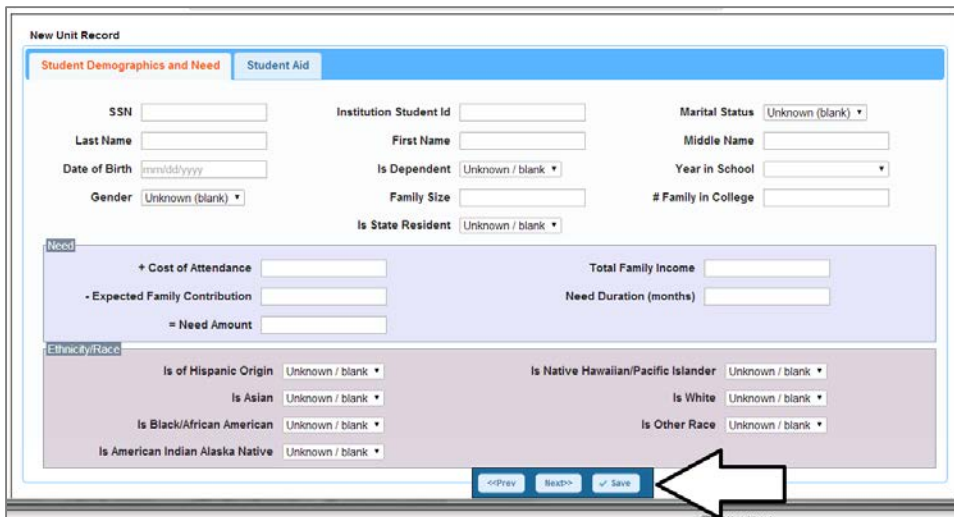 New Unit Record
Student Demographics and Need Student Aid
SSN Institution Student Id Marital Status Unknown (blank)
Last Name First Name Middle Name
Date of Birth mm/dd/yyyy Is Dependent Unknown / blank Year in School
Gender Unknown (blank) Family Size # Family in College
Is State Resident Unknown / blank
Need
+ Cost of Attendance Total Family Income
- Expected Family Contribution Need Duration (months)
= Need Amount
Ethnicity/Race
Is of Hispanic Origin Unknown / blank Is Native Hawaiian/Pacific Islander Unknown / blank
Is Asian Unknown / blank Is White Unknown / blank
Is Black/African American Unknown / blank Is Other Race Unknown / blank
Is American Indian Alaska Native Unknown / blank
<<Prev Next>> ✓ Save